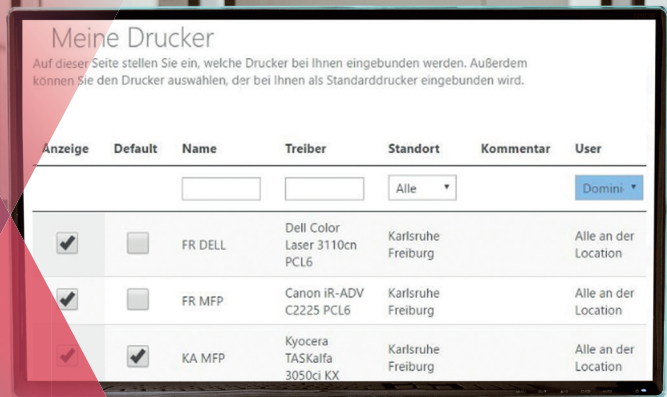 Meine Drucker
Auf dieser Seite stellen Sie ein, welche Drucker bei Ihnen eingebunden werden. Außerdem
können Sie den Drucker auswählen, der bei Ihnen als Standarddrucker eingebunden wird.
Anzeige Default Name Treiber Standort Kommentar User
Alle Domini
Dell Color
FR DELL Laser 3110cn Karlsruhe Freiburg Alle an der Location
PCL6
FR MFP Canon iR-ADV Karlsruhe Alle an der
C2225 PCL6 Freiburg Location
Kyocera
KA MFP TASKalfa Karlsruhe Freiburg Alle an der Location
3050ci KX